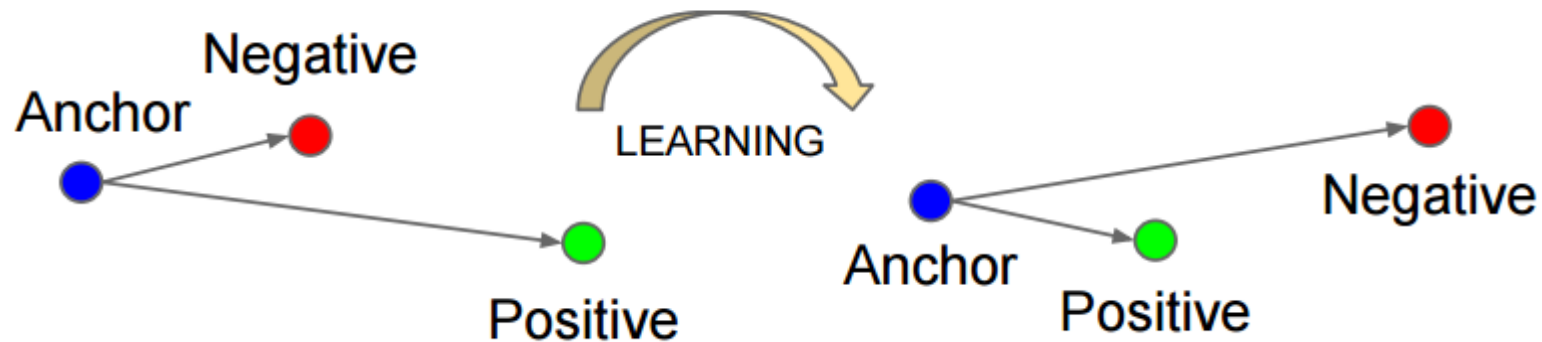 Negative
Anchor
Positive
LEARNING
Negative
Anchor
Positive